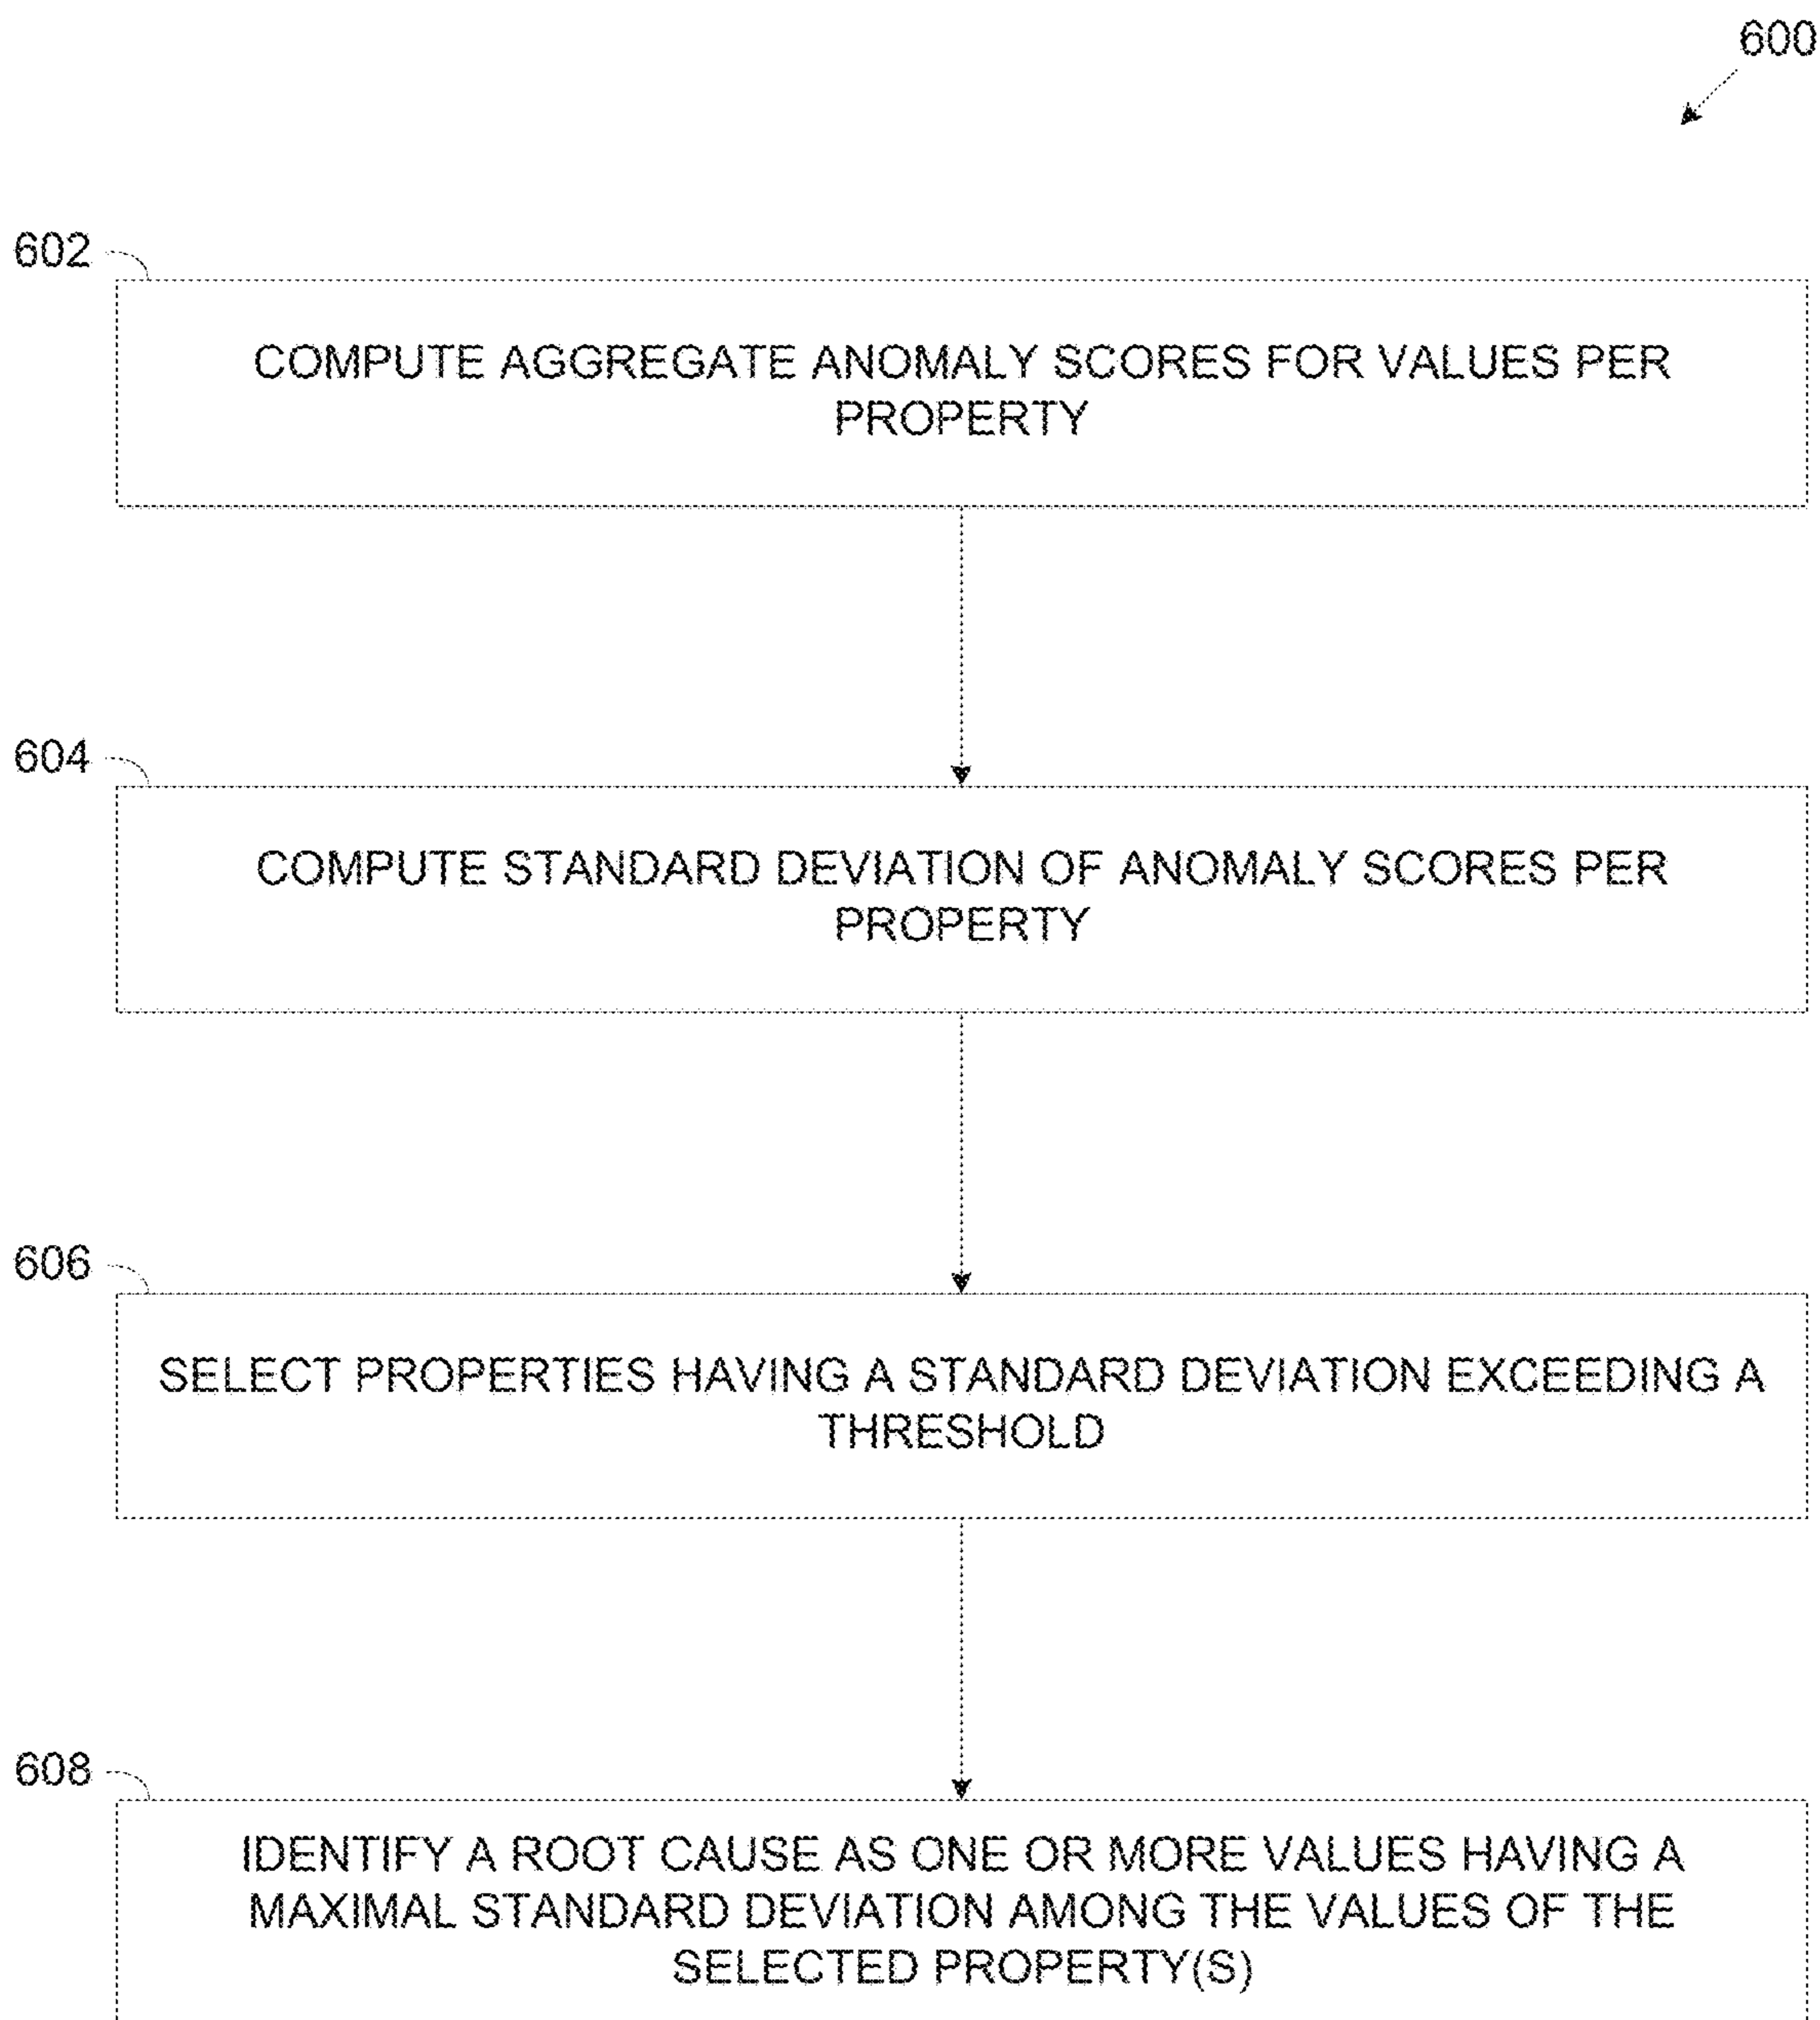 600
602
COMPUTE AGGREGATE ANOMALY SCORES FOR VALUES PER
PROPERTY
604
COMPUTE STANDARD DEVIATION OF ANOMALY SCORES PER
PROPERTY
606
SELECT PROPERTIES HAVING A STANDARD DEVIATION EXCEEDING A
THRESHOLD
608
IDENTIFY A ROOT CAUSE AS ONE OR MORE VALUES HAVING A
MAXIMAL STANDARD DEVIATION AMONG THE VALUES OF THE
SELECTED PROPERTY(S)